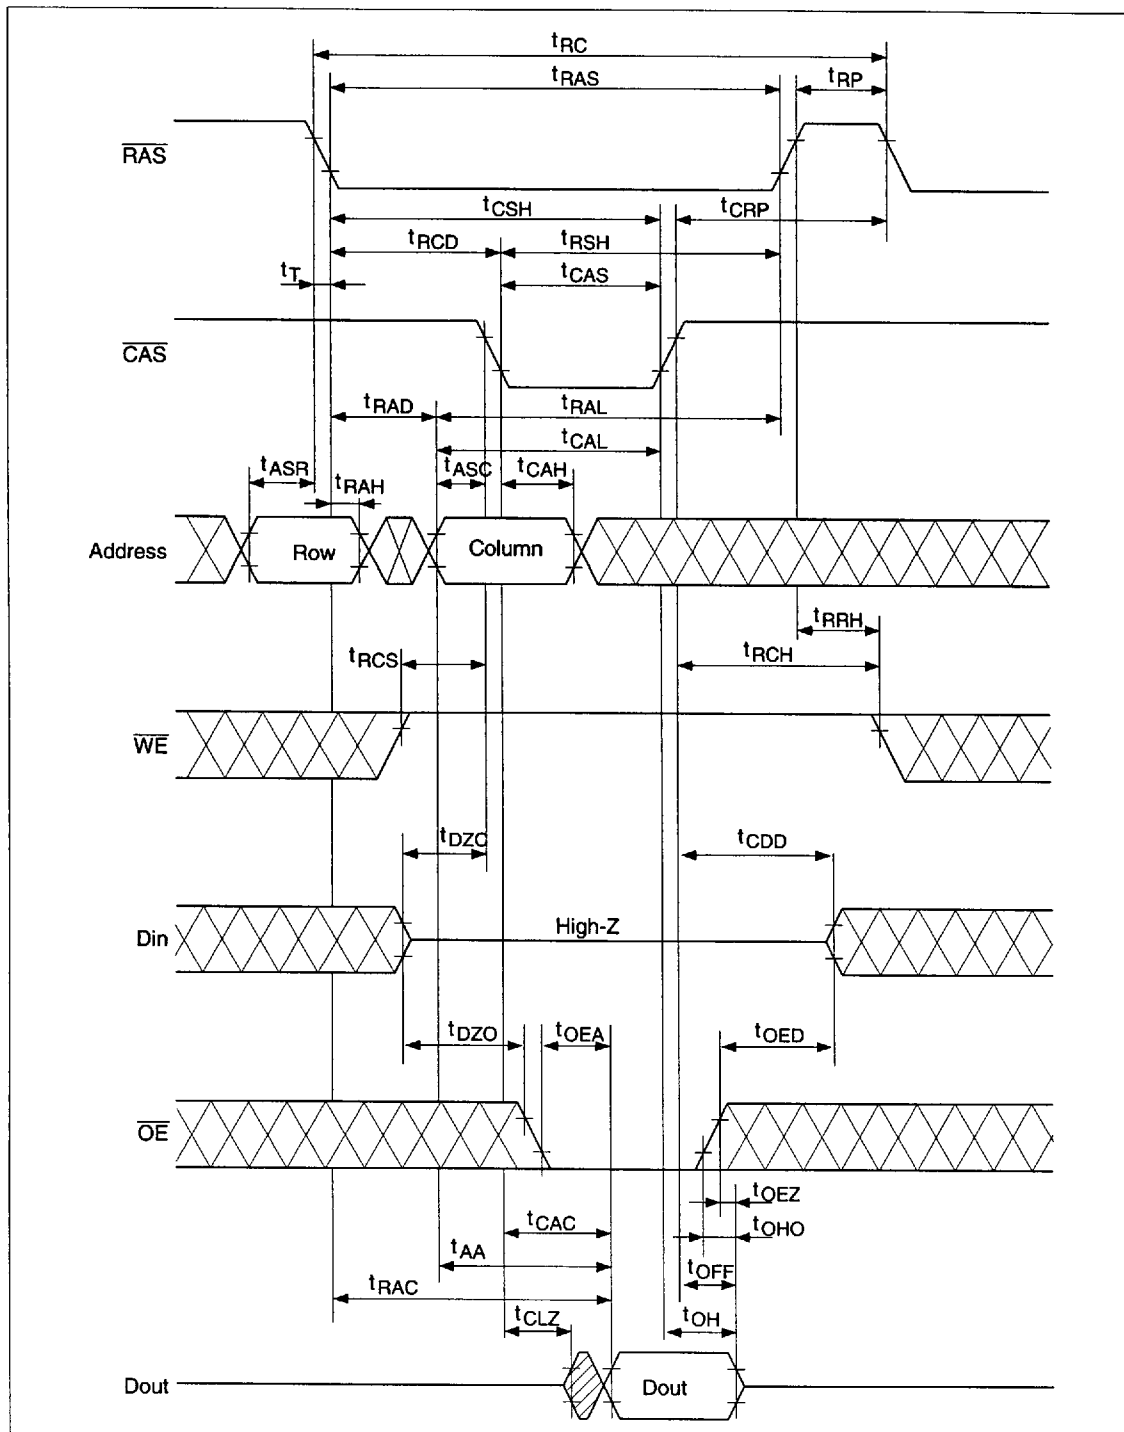 tRC
tRAS
tRP
RAS
tCSH
tCRP
tRCD
tRSH
tT
tCAS
CAS
tRAD
tRAL
tCAL
tASR
tASC
tCAH
tRAH
Address
Row
Column
tRRH
tRCS
tRCH
WE
tDZC
tCDD
Din
High-Z
tDZO
tOEA
tOED
OE
tOEZ
tCAC
tOHO
tAA
tOFF
tRAC
tCLZ
tOH
Dout
Dout